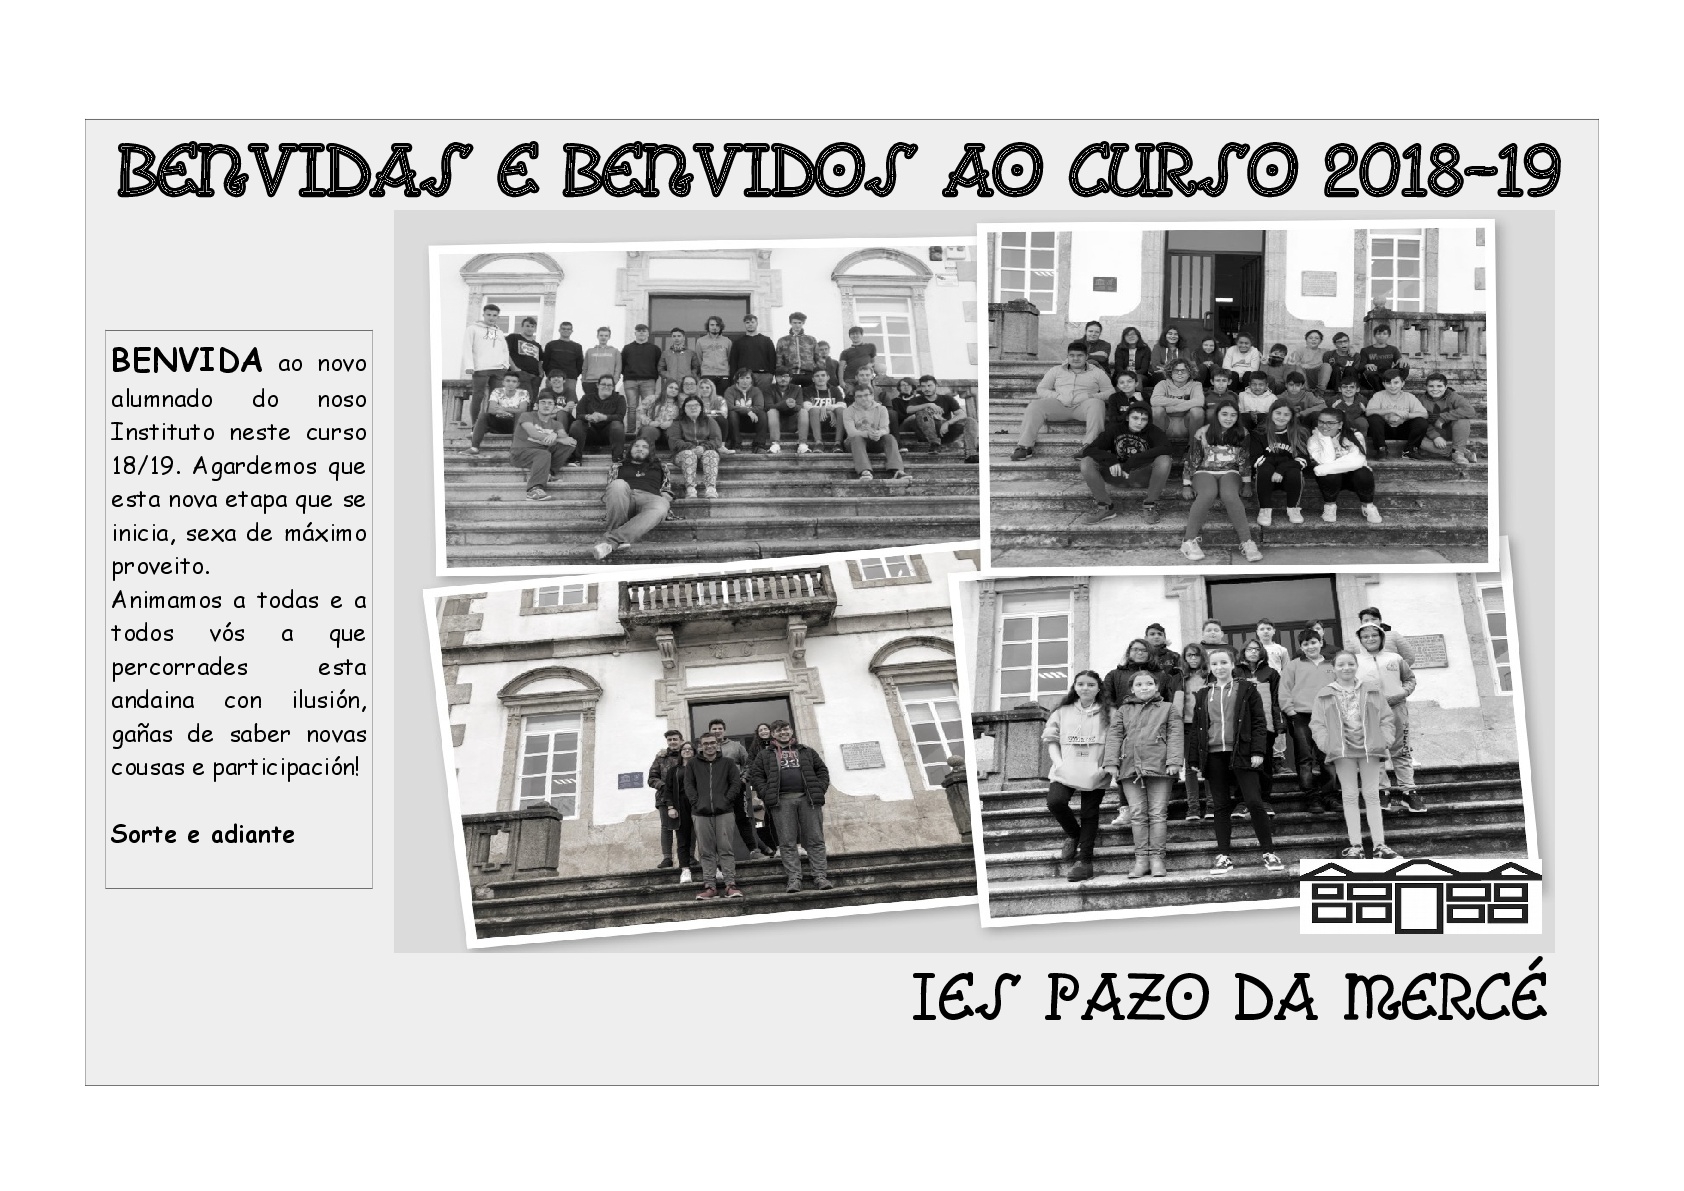 BENVIDAS E BENVIDOS AO CURSO 2018-19
BENVIDA ao novo
alumnado do noso
Instituto neste curso
18/19. Agardemos que
esta nova etapa que se
inicia, sexa de máximo
proveito.
Animamos a todas e a
todos vós a que
percorrades esta
andaina con ilusión,
gañas de saber novas
cousas e participación!
Sorte e adiante
IES PAZO DA MERCÉ